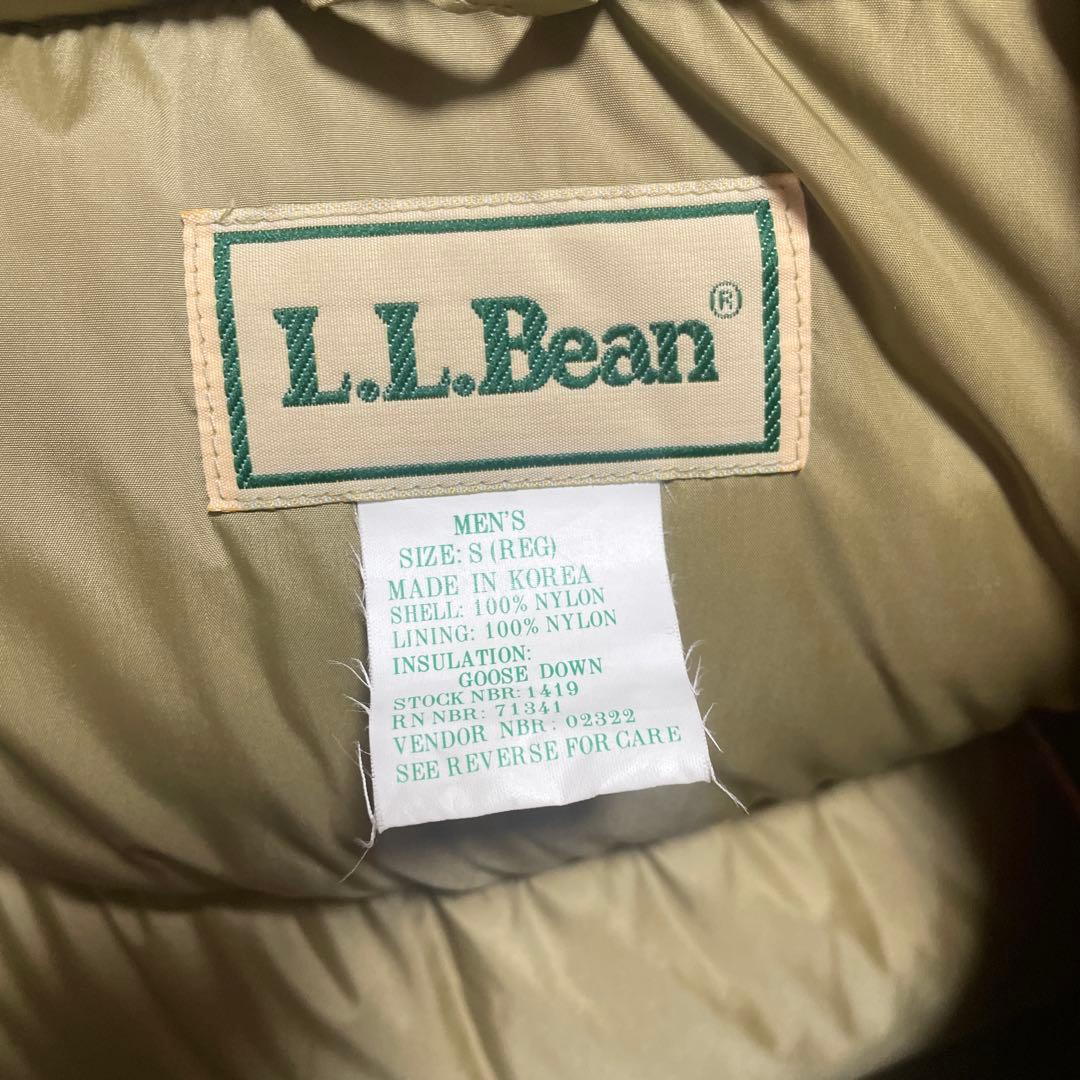 L.L.Bean®
MEN'S
SIZE: S (REG)
MADE IN KOREA
SHELL: 100% NYLON
LINING: 100% NYLON
INSULATION:
GOOSE DOWN
STOCK NBR: 1419
RN NBR: 71341
VENDOR NBR: 02322
SEE REVERSE FOR CARE